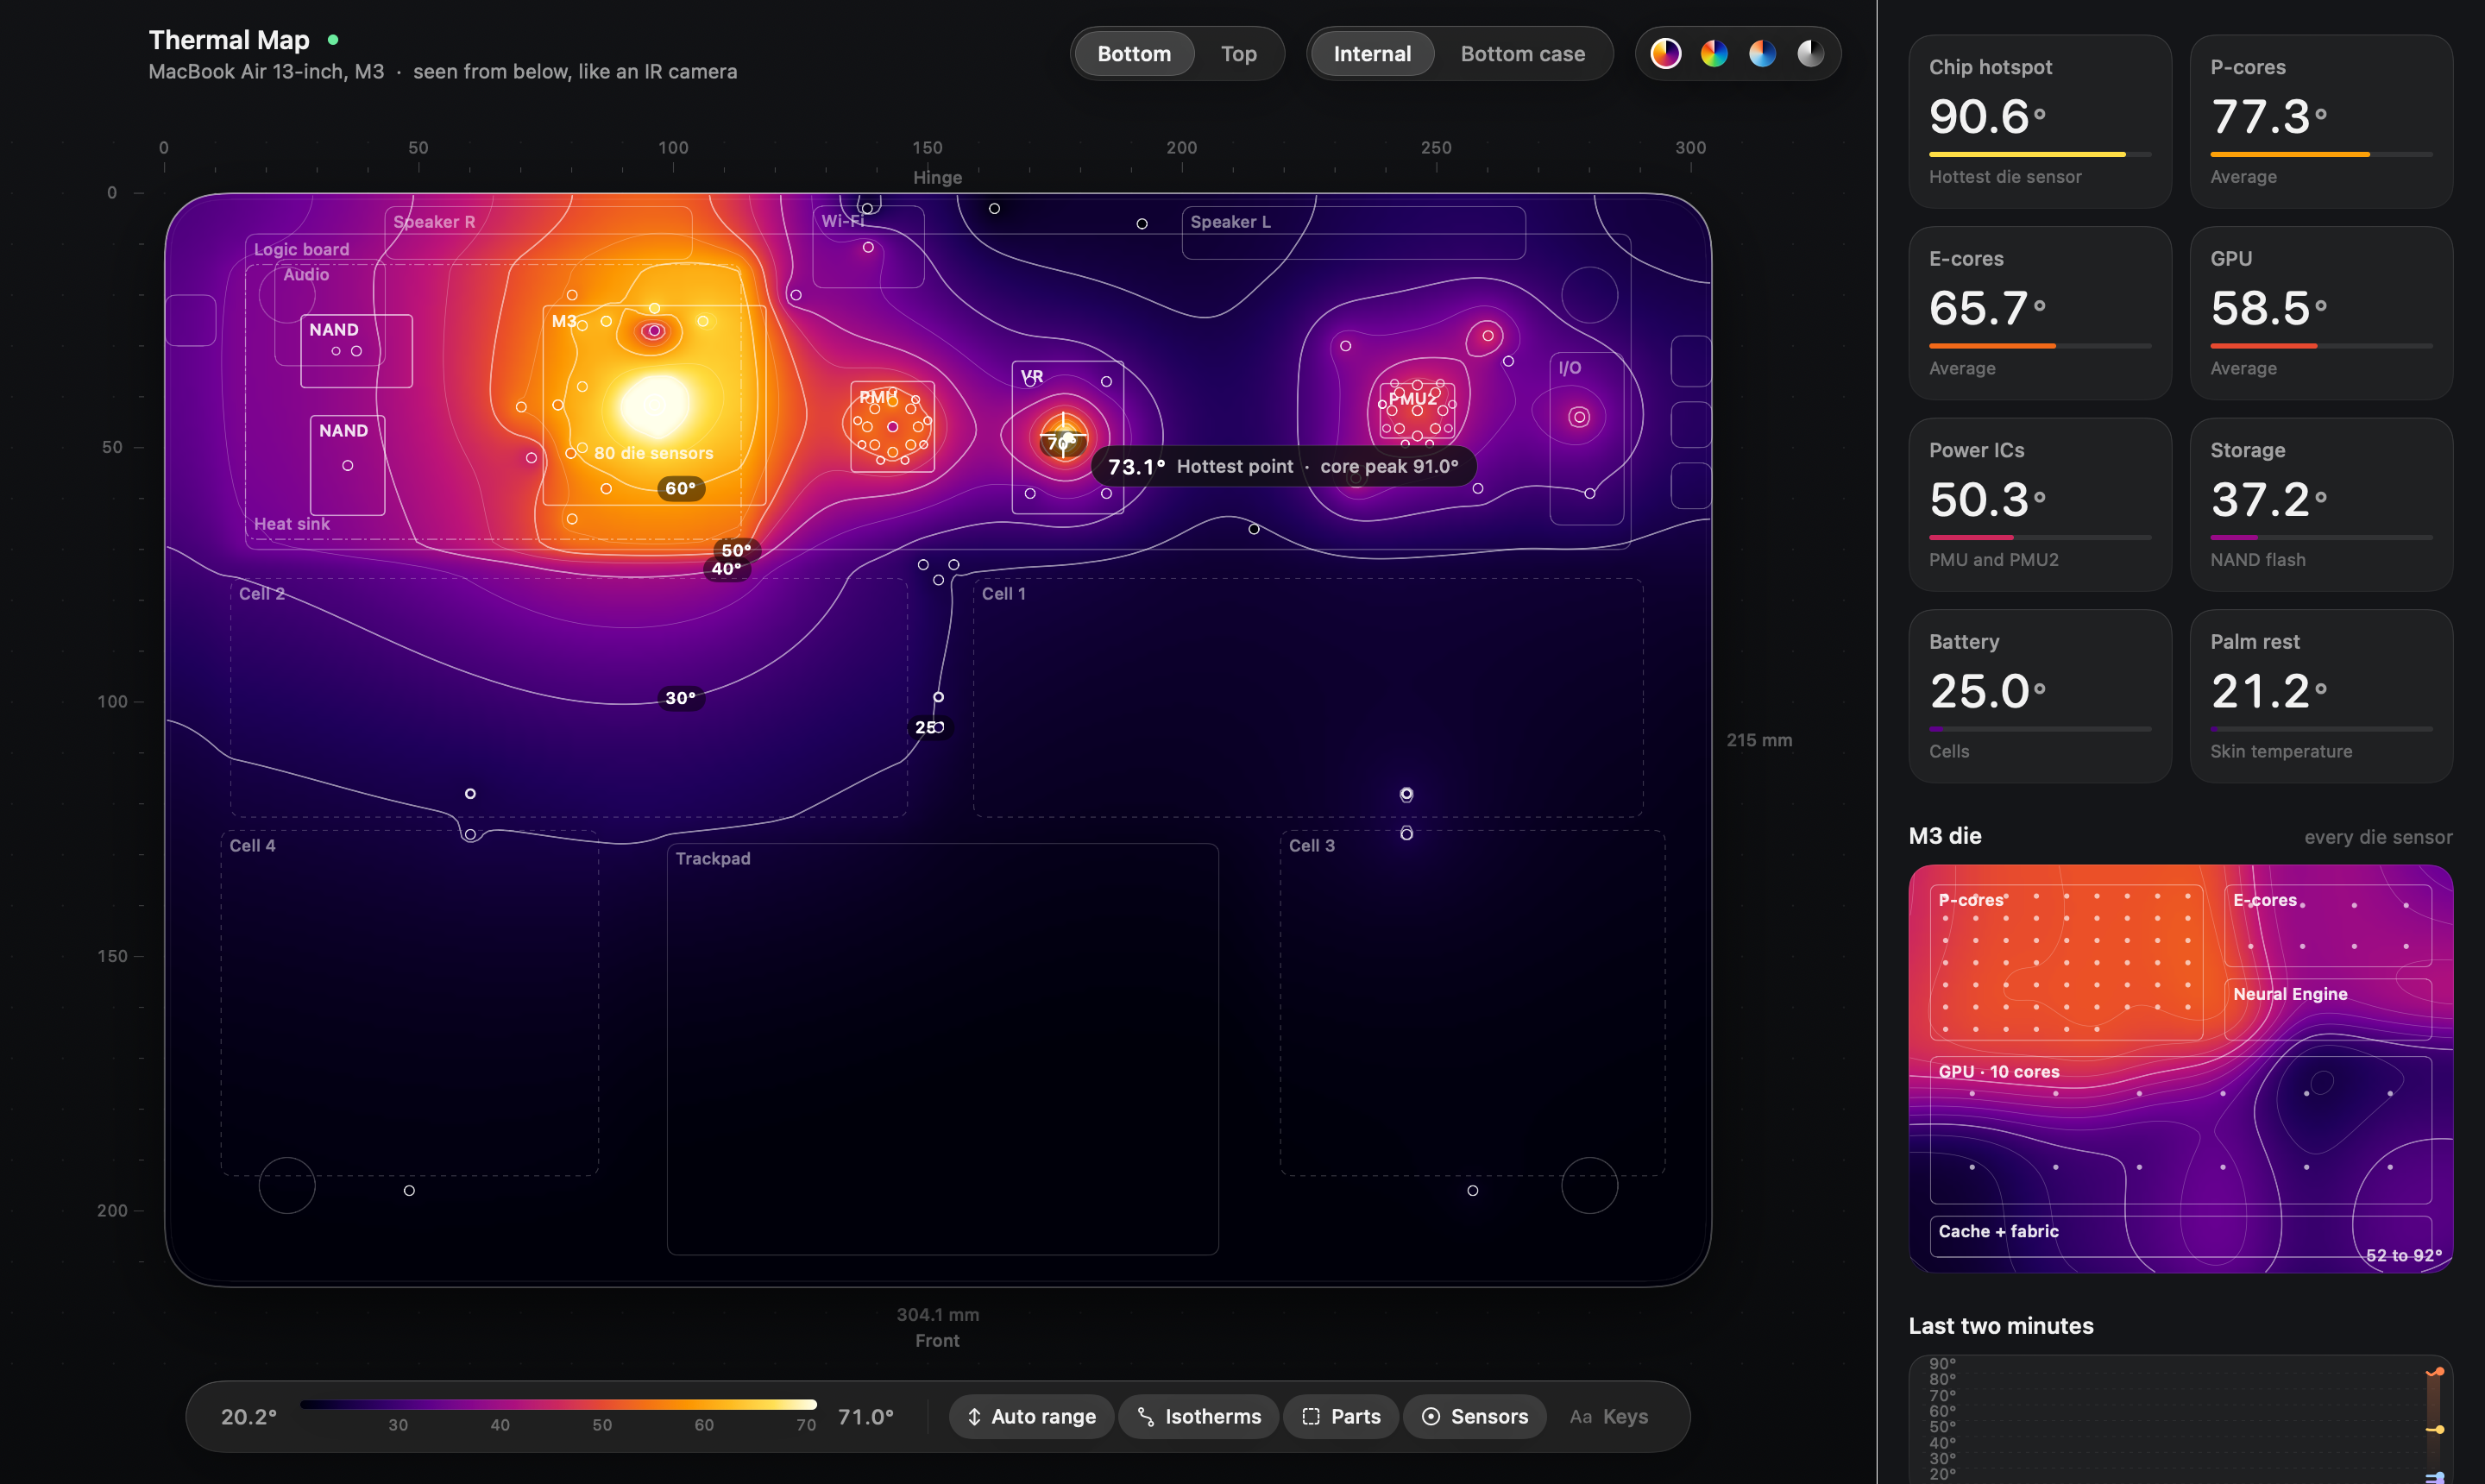 Thermal Map
MacBook Air 13-inch, M3 · seen from below, like an IR camera
Bottom
Top
Internal
Bottom case
0
50
100
150
200
250
300
Hinge
0
50
100
150
200
Speaker R
Wi-Fi
Speaker L
Logic board
Audio
M3
NAND
NAND
PMU
VR
PMU2
I/O
70°
80 die sensors
73.1° Hottest point · core peak 91.0°
60°
Heat sink
50°
40°
Cell 2
Cell 1
30°
25°
215 mm
Cell 4
Trackpad
Cell 3
304.1 mm
Front
20.2°
30
40
50
60
70
71.0°
Auto range
Isotherms
Parts
Sensors
Aa Keys
Chip hotspot
90.6°
Hottest die sensor
P-cores
77.3°
Average
E-cores
65.7°
Average
GPU
58.5°
Average
Power ICs
50.3°
PMU and PMU2
Storage
37.2°
NAND flash
Battery
25.0°
Cells
Palm rest
21.2°
Skin temperature
M3 die
every die sensor
P-cores
E-cores
Neural Engine
GPU · 10 cores
Cache + fabric
52 to 92°
Last two minutes
90°
80°
70°
60°
50°
40°
30°
20°